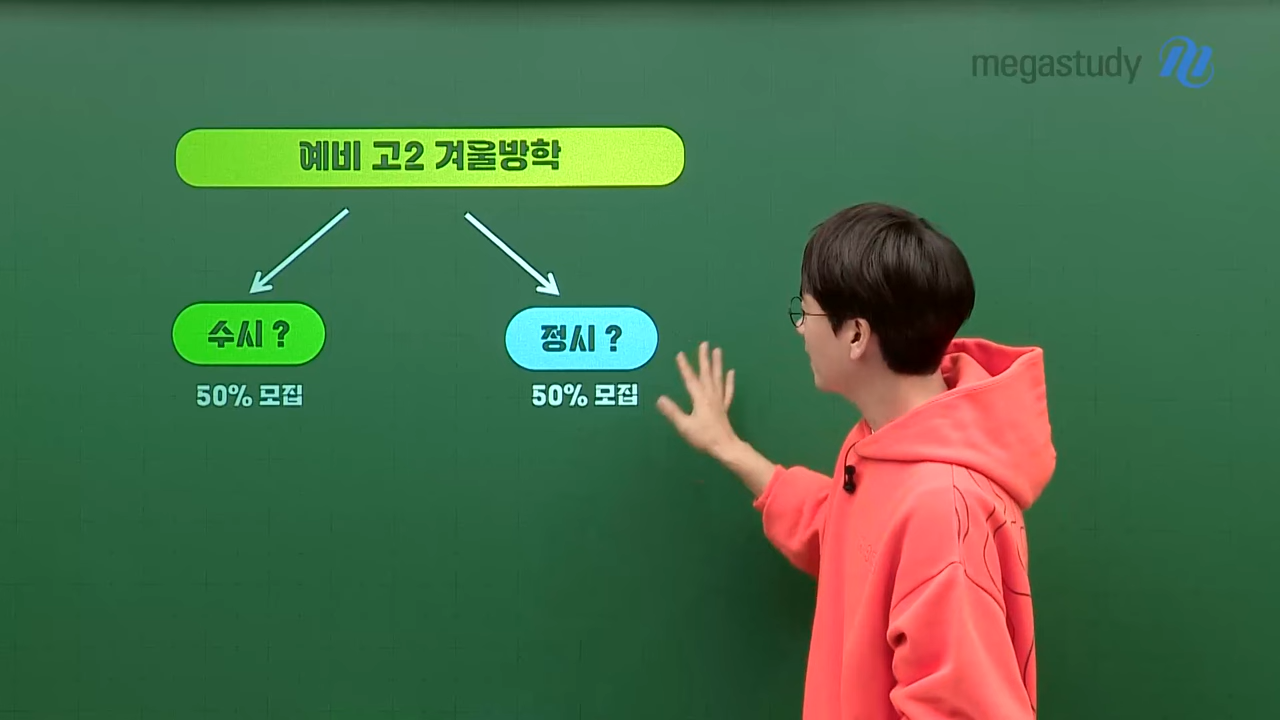 megastudy
예비 고2 겨울방학
수시 ?
정시 ?
50% 모집
50% 모집